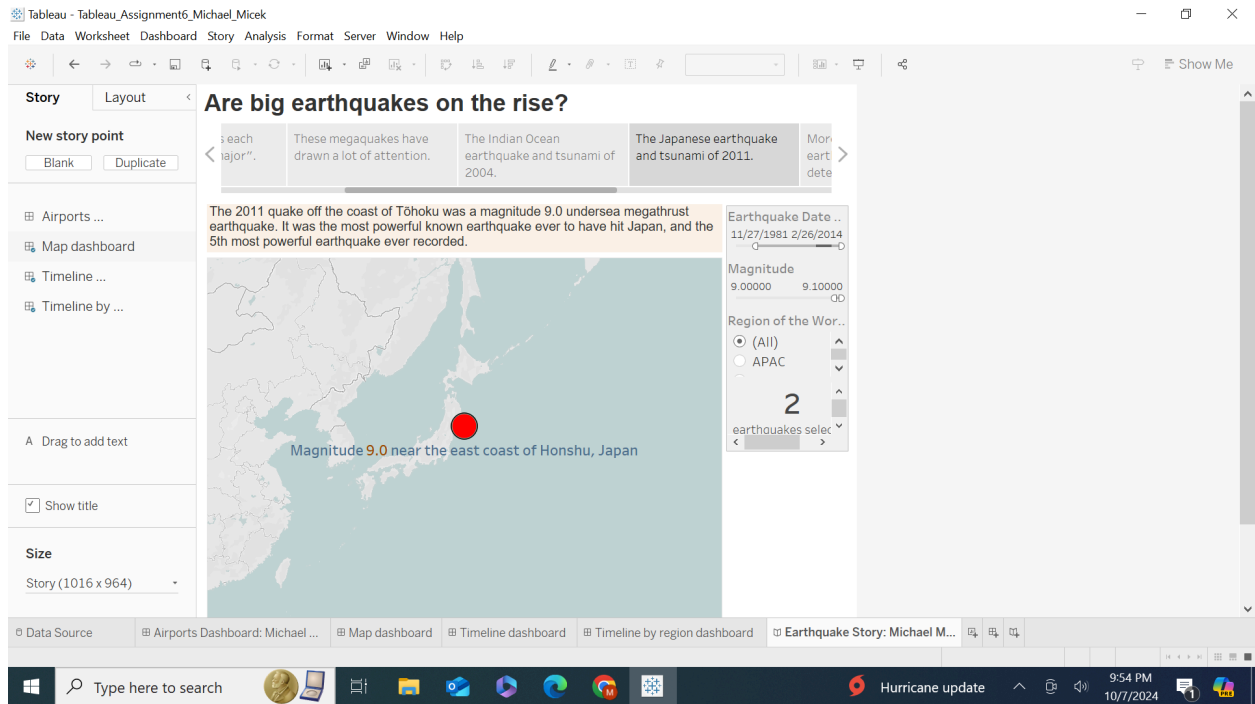 Tableau - Tableau_Assignment6_Michael_Micek
File Data Worksheet Dashboard Story Analysis Format Server Window Help
Show Me
Story Layout
New story point
Blank Duplicate
Airports ...
Map dashboard
Timeline ...
Timeline by ...
A Drag to add text
Show title
Size
Story (1016 x 964)
Are big earthquakes on the rise?
s each
ajor".
These megaquakes have
drawn a lot of attention.
The Indian Ocean
earthquake and tsunami of
2004.
The Japanese earthquake
and tsunami of 2011.
Mor
eart
dete
The 2011 quake off the coast of Tōhoku was a magnitude 9.0 undersea megathrust
earthquake. It was the most powerful known earthquake ever to have hit Japan, and the
5th most powerful earthquake ever recorded.
Magnitude 9.0 near the east coast of Honshu, Japan
Earthquake Date ..
11/27/1981 2/26/2014
Magnitude
9.00000 9.10000
Region of the Wor..
(All)
APAC
2
earthquakes selec
Data Source Airports Dashboard: Michael ... Map dashboard Timeline dashboard Timeline by region dashboard Earthquake Story: Michael M...
Type here to search
Hurricane update
9:54 PM
10/7/2024
1
PRE